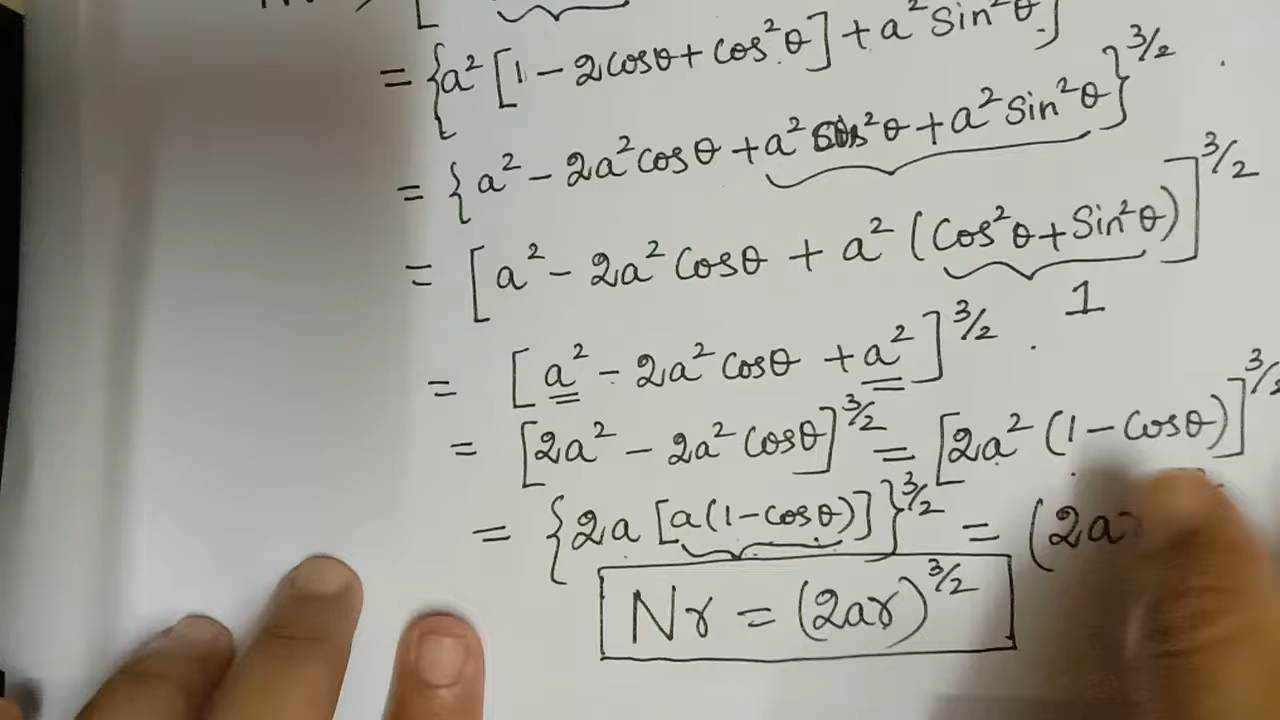 = {a² [1 - 2cosθ + cos²θ] + a² Sin²θ]
= {a² - 2a² cosθ + a² cos²θ + a² Sin²θ}^3/2
= [a² - 2a² Cosθ + a² (Cos²θ + Sin²θ)]^3/2
1
= [a² - 2a² Cosθ + a²]^3/2
= [2a² - 2a² Cosθ]^3/2 = [2a² (1 - Cosθ)]^3/2
= {2a [a(1-cosθ)]}^3/2 = (2a
Nr = (2ar)^3/2